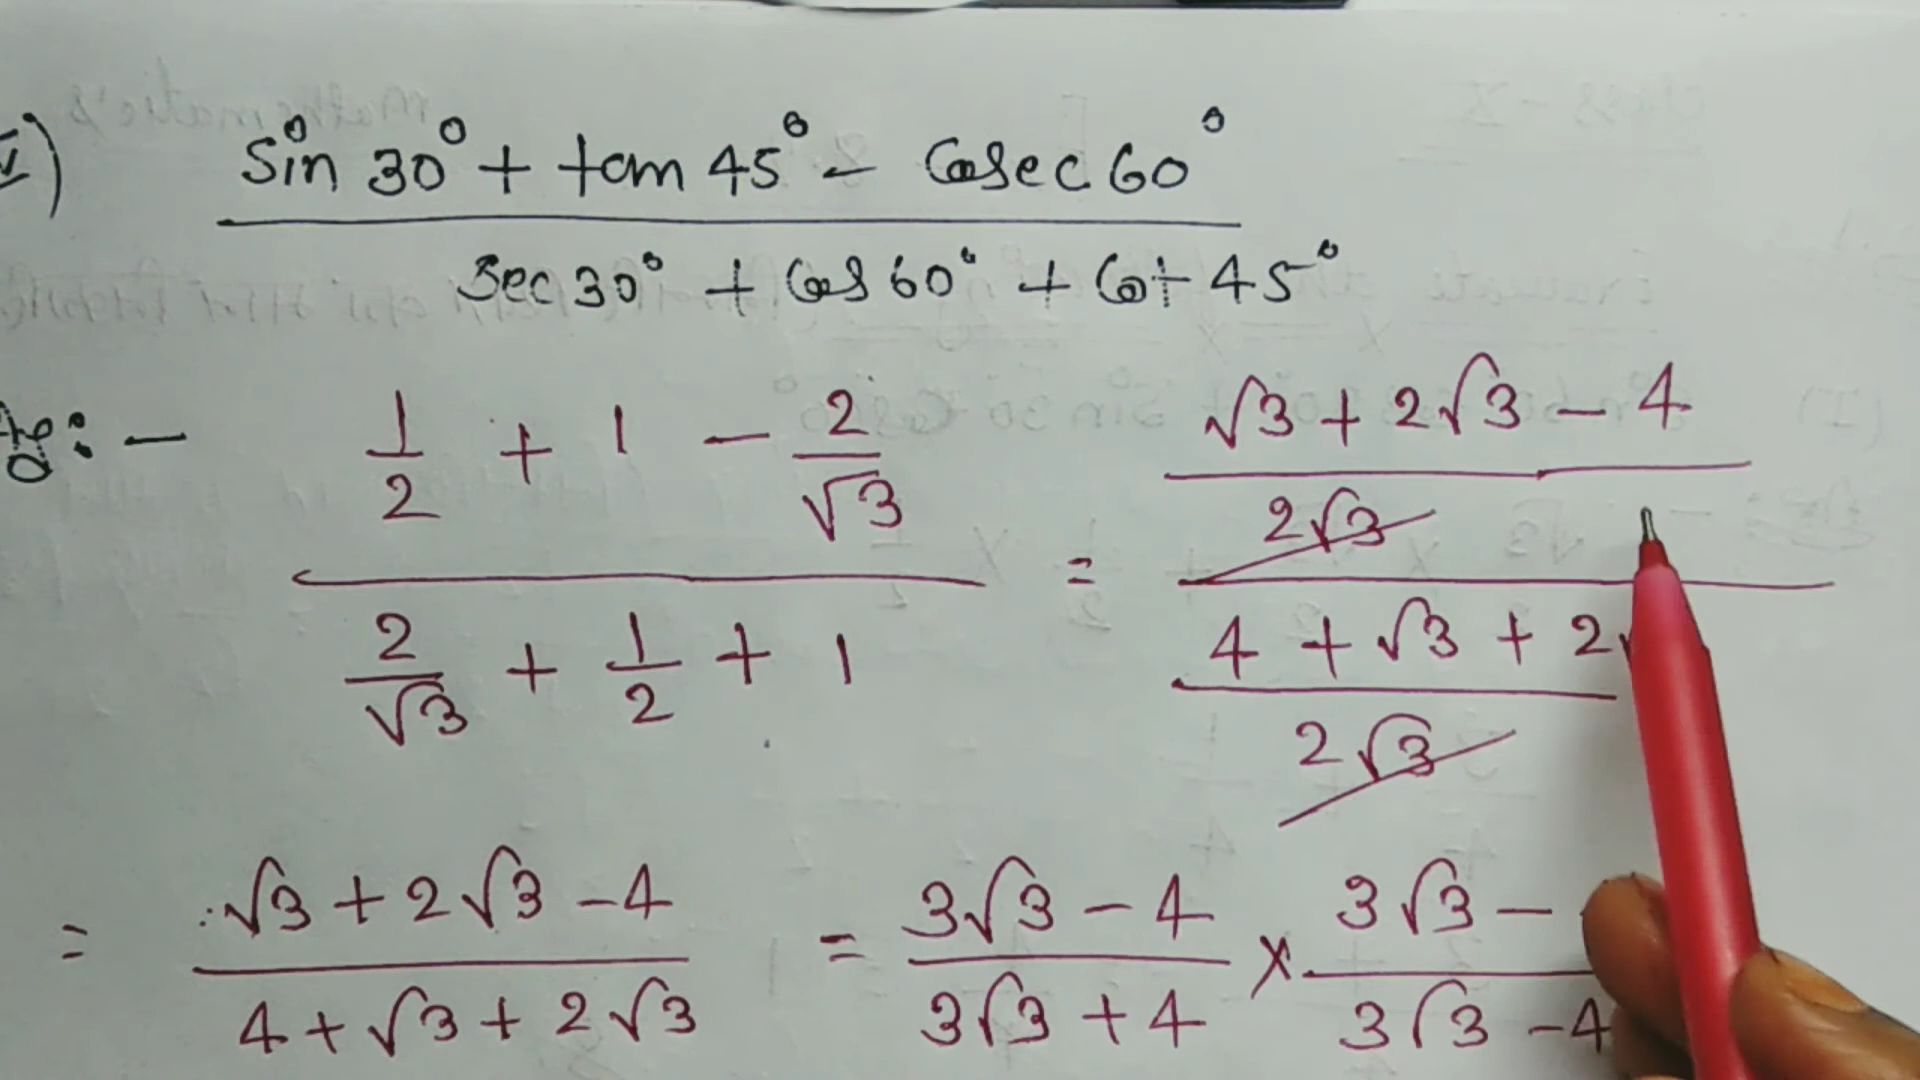 sin 30° + tan 45° - Cosec 60°
sec 30° + Cos 60° + Cot 45°
:- 1/2 + 1 - 2/√3 = √3 + 2√3 - 4
2√3
2/√3 + 1/2 + 1
4 + √3 + 2
2√3
= √3 + 2√3 - 4 = 3√3 - 4 × 3√3 -
4 + √3 + 2√3 3√3 + 4 3√3 - 4